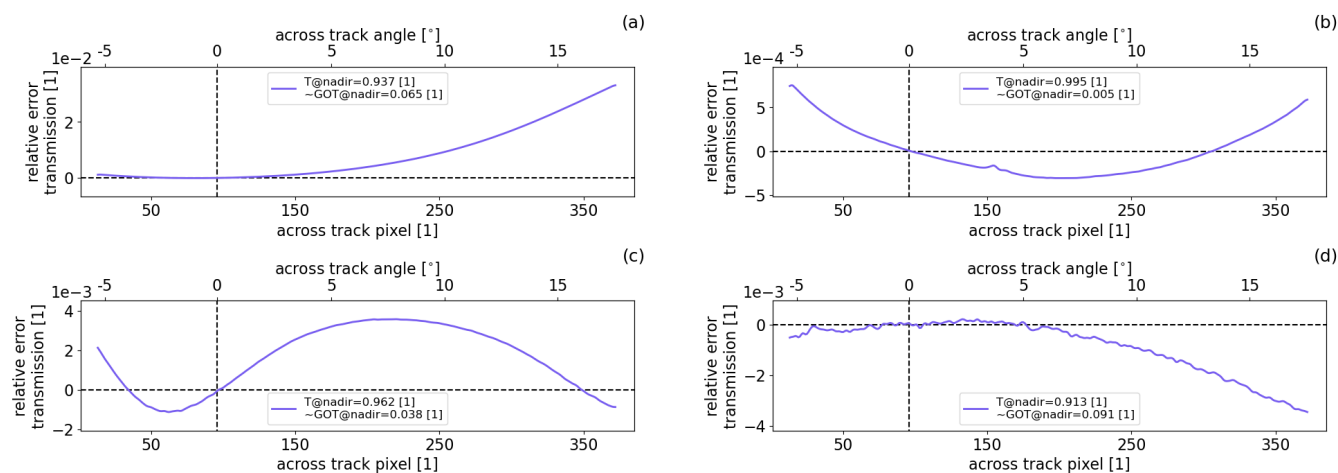 (a)
across track angle [°]
-5 0 5 10 15
1e-2
relative error
transmission [1]
2
0
T@nadir=0.937 [1]
~GOT@nadir=0.065 [1]
50 150 250 350
across track pixel [1]
(b)
across track angle [°]
-5 0 5 10 15
1e-4
relative error
transmission [1]
5
0
−5
T@nadir=0.995 [1]
~GOT@nadir=0.005 [1]
50 150 250 350
across track pixel [1]
(c)
across track angle [°]
-5 0 5 10 15
1e-3
relative error
transmission [1]
4
2
0
−2
T@nadir=0.962 [1]
~GOT@nadir=0.038 [1]
50 150 250 350
across track pixel [1]
(d)
across track angle [°]
-5 0 5 10 15
1e-3
relative error
transmission [1]
0
−2
−4
T@nadir=0.913 [1]
~GOT@nadir=0.091 [1]
50 150 250 350
across track pixel [1]